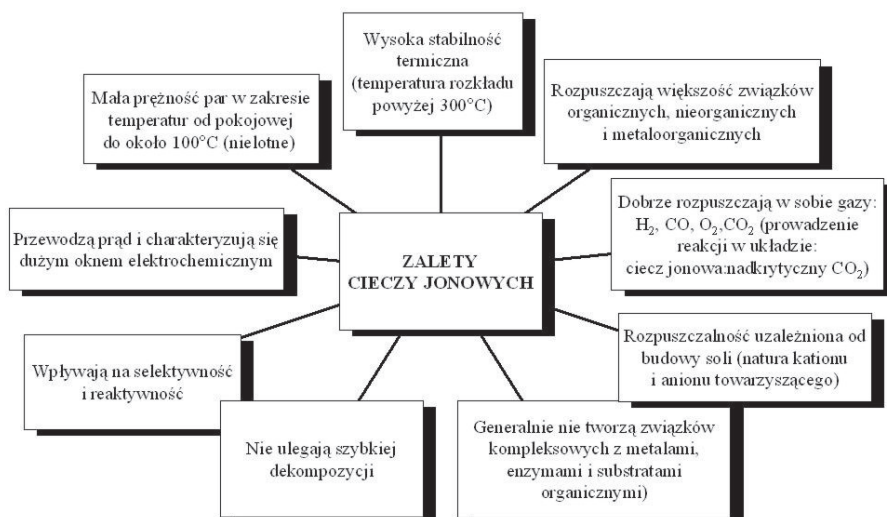 Wysoka stabilność
termiczna
(temperatura rozkładu
powyżej 300°C)
Mała prężność par w zakresie
temperatur od pokojowej
do około 100°C (nielotne)
Rozpuszczają większość związków
organicznych, nieorganicznych
i metaloorganicznych
Przewodzą prąd i charakteryzują się
dużym oknem elektrochemicznym
ZALETY
CIECZY JONOWYCH
Dobrze rozpuszczają w sobie gazy:
H₂, CO, O₂,CO₂ (prowadzenie
reakcji w układzie:
ciecz jonowa:nadkrytyczny CO₂)
Wpływają na selektywność
i reaktywność
Rozpuszczalność uzależniona od
budowy soli (natura kationu
i anionu towarzyszącego)
Nie ulegają szybkiej
dekompozycji
Generalnie nie tworzą związków
kompleksowych z metalami,
enzymami i substratami
organicznymi)